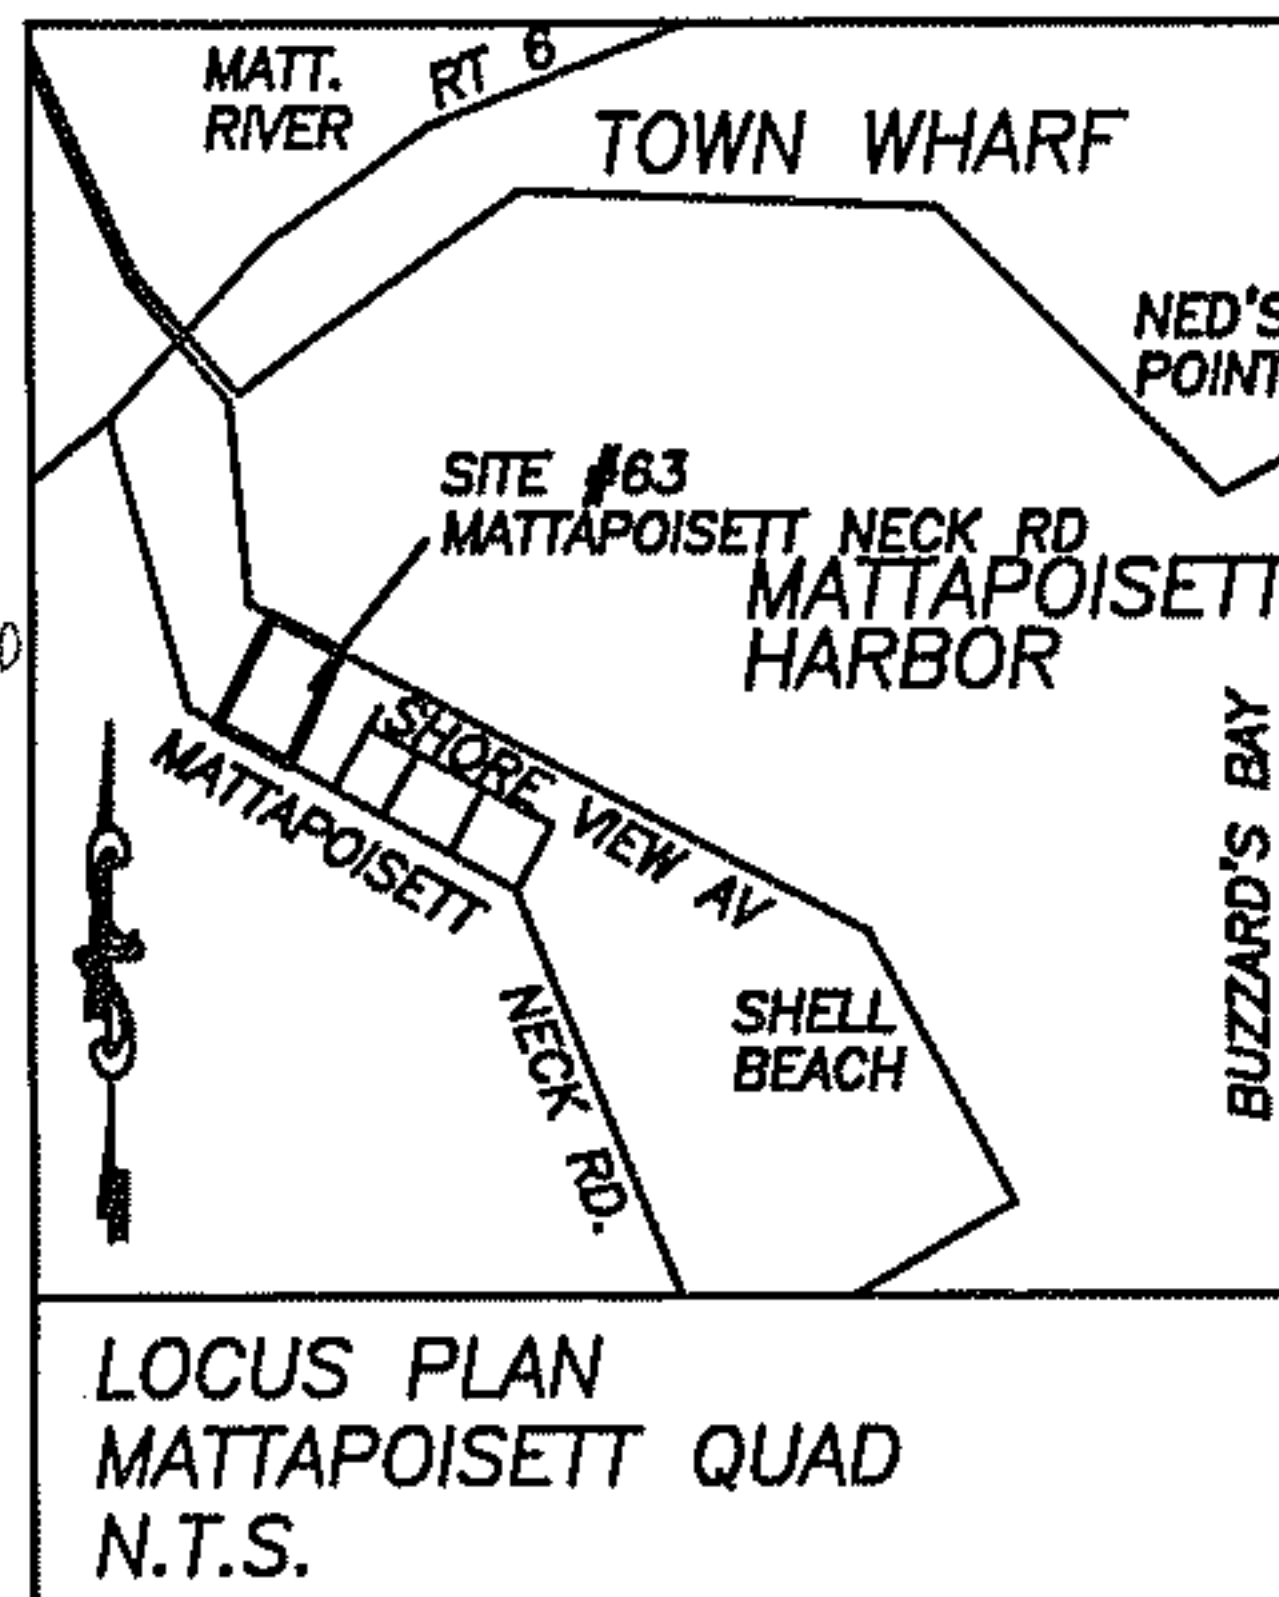 MATT.
RIVER
RT 6
TOWN WHARF
NED'S
POINT
SITE #63
MATTAPOISETT NECK RD
MATTAPOISETT
HARBOR
SHORE VIEW AV
MATTAPOISETT NECK RD.
SHELL
BEACH
BUZZARD'S BAY
LOCUS PLAN
MATTAPOISETT QUAD
N.T.S.